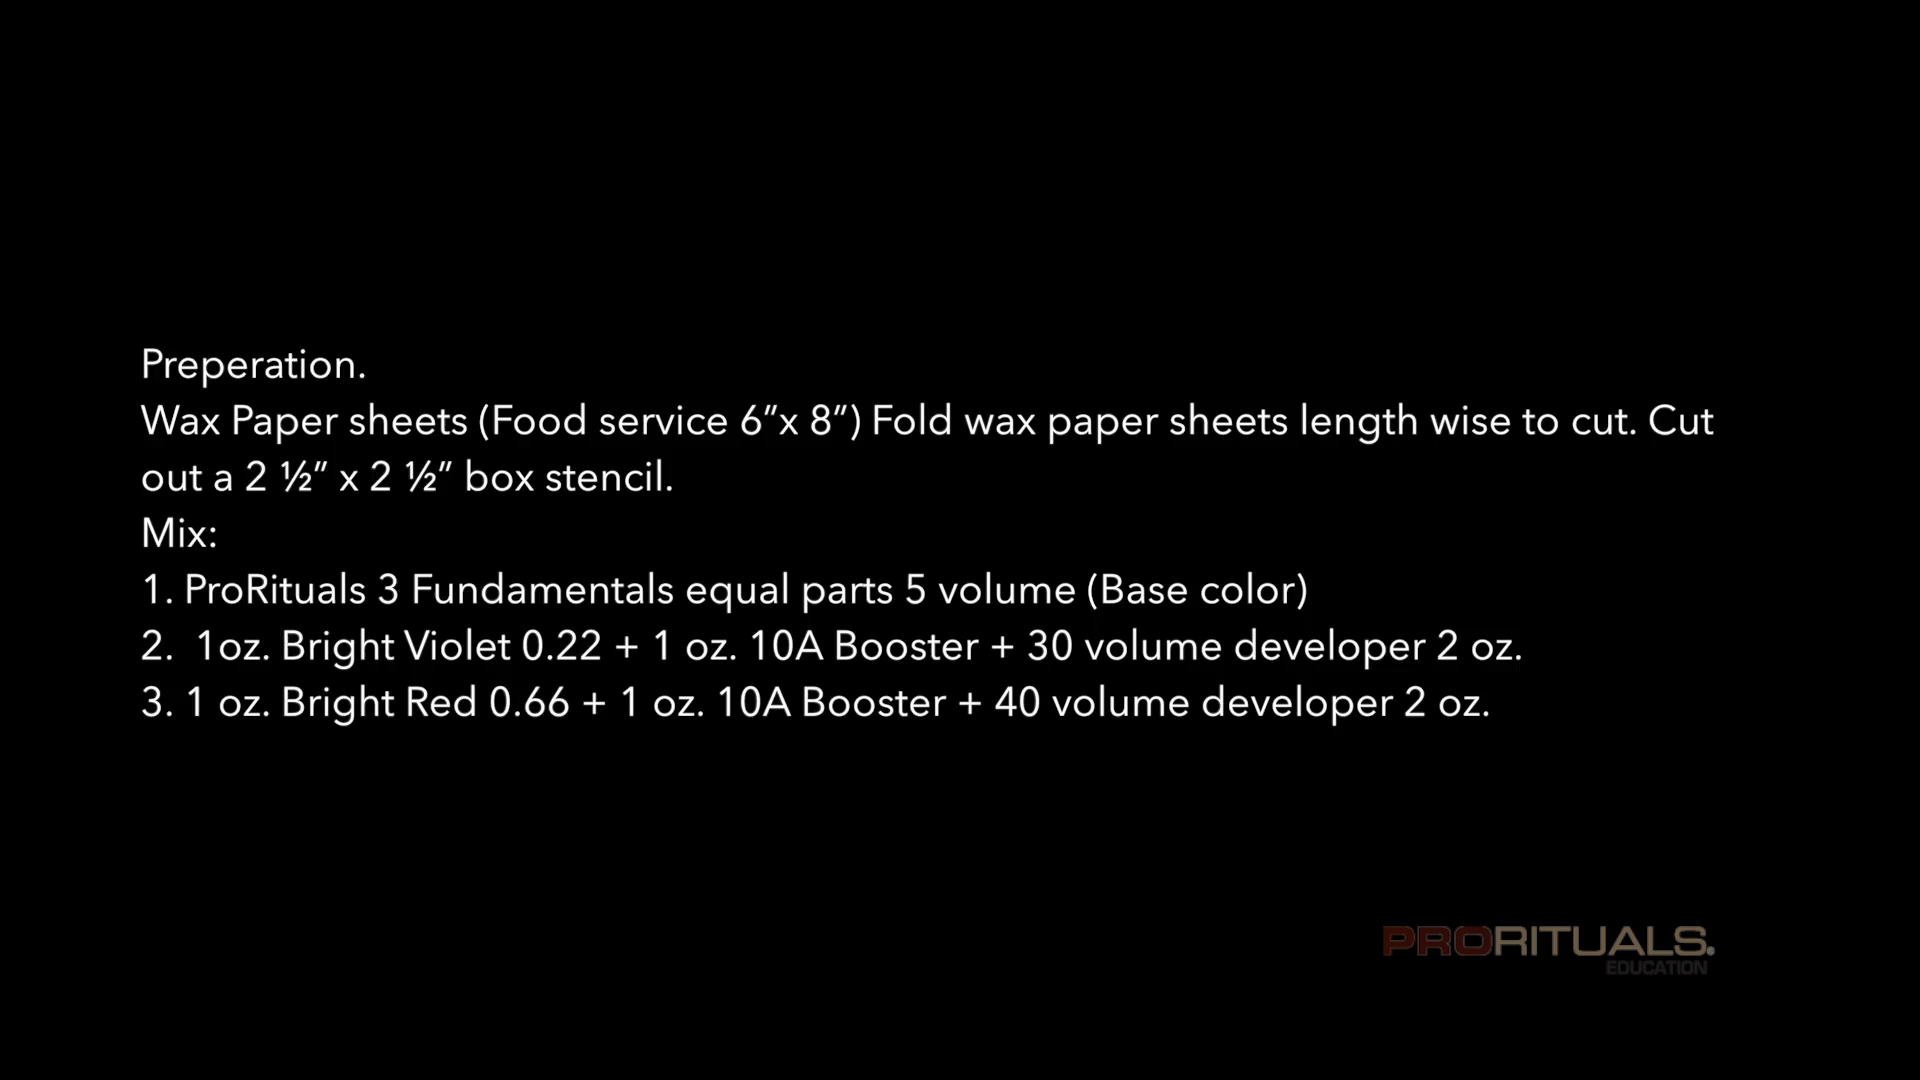 Preperation.
Wax Paper sheets (Food service 6”x 8”) Fold wax paper sheets length wise to cut. Cut
out a 2 ½” x 2 ½” box stencil.
Mix:
1. ProRituals 3 Fundamentals equal parts 5 volume (Base color)
2.  1oz. Bright Violet 0.22 + 1 oz. 10A Booster + 30 volume developer 2 oz.
3. 1 oz. Bright Red 0.66 + 1 oz. 10A Booster + 40 volume developer 2 oz.
PRORITUALS.
EDUCATION